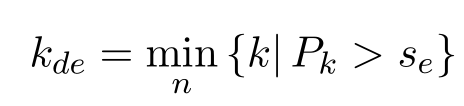 k_{de} = \min_{n} \{k | P_k > s_e\}